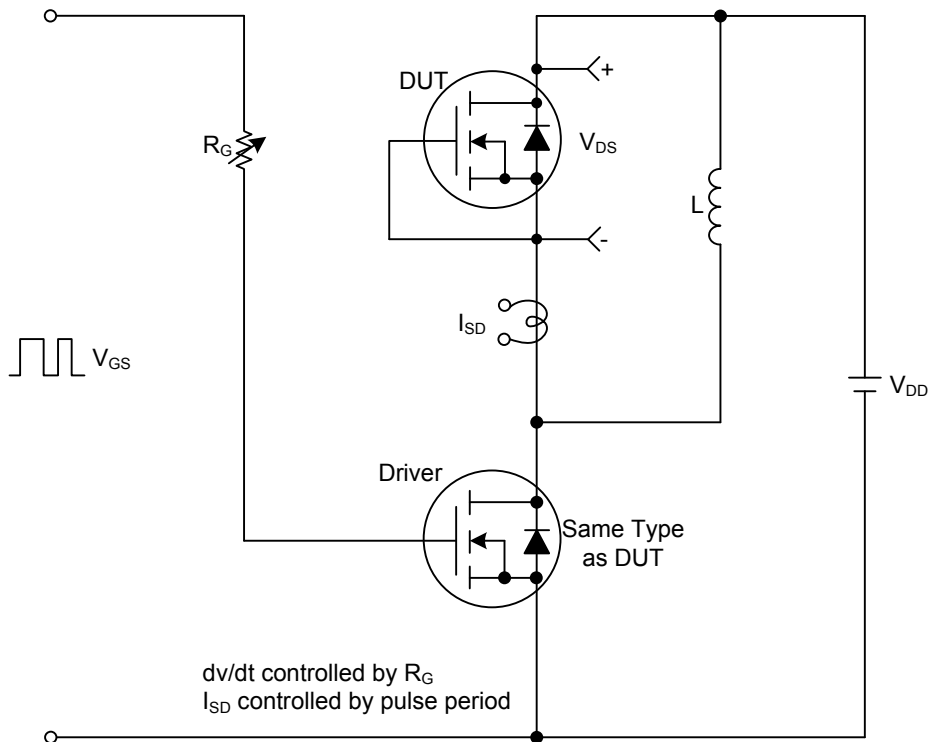 +
DUT
R_G
V_DS
L
-
I_SD
V_GS
V_DD
Driver
Same Type
as DUT
dv/dt controlled by R_G
I_SD controlled by pulse period